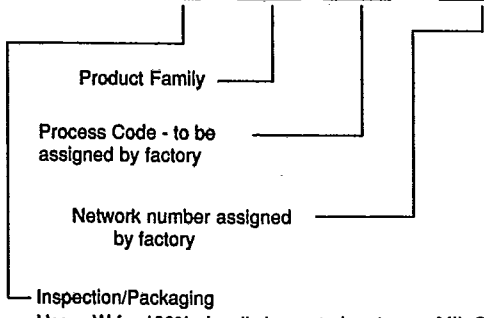 Product Family
Process Code - to be
assigned by factory
Network number assigned
by factory
Inspection/Packaging